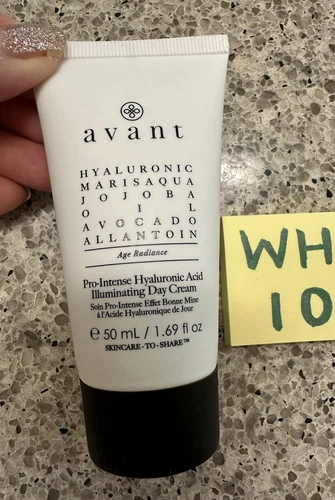 avant
HYALURONIC
MARISAQUA
JOJOBA
O I L
AVOCADO
ALLANTOIN
Age Radiance
Pro-Intense Hyaluronic Acid
Illuminating Day Cream
Soin Pro-Intense Effet Bonne Mine
à l'Acide Hyaluronique de Jour
℮ 50 mL / 1.69 fl oz
SKINCARE-TO-SHARE™
WH
10